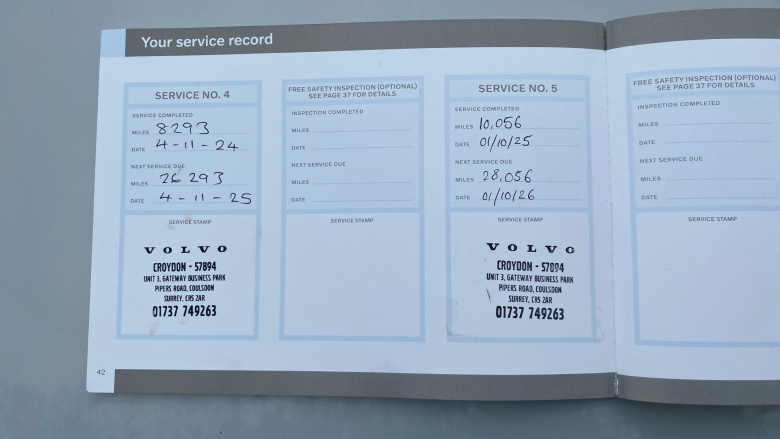 Your service record
SERVICE NO. 4
SERVICE COMPLETED
MILES 8293
DATE 4-11-24
NEXT SERVICE DUE
MILES 26293
DATE 4-11-25
SERVICE STAMP
VOLVO
CROYDON - 57894
UNIT 3, GATEWAY BUSINESS PARK
PIPERS ROAD, COULSDON
SURREY, CR5 2AR
01737 749263
FREE SAFETY INSPECTION (OPTIONAL)
SEE PAGE 37 FOR DETAILS
INSPECTION COMPLETED
MILES
DATE
NEXT SERVICE DUE
MILES
DATE
SERVICE STAMP
SERVICE NO. 5
SERVICE COMPLETED
MILES 10,056
DATE 01/10/25
NEXT SERVICE DUE
MILES 28,056
DATE 01/10/26
SERVICE STAMP
VOLVO
CROYDON - 57894
UNIT 3, GATEWAY BUSINESS PARK
PIPERS ROAD, COULSDON
SURREY, CR5 2AR
01737 749263
FREE SAFETY INSPECTION (OPTIONAL)
SEE PAGE 37 FOR DETAILS
INSPECTION COMPLETED
MILES
DATE
NEXT SERVICE DUE
MILES
DATE
SERVICE STAMP
42